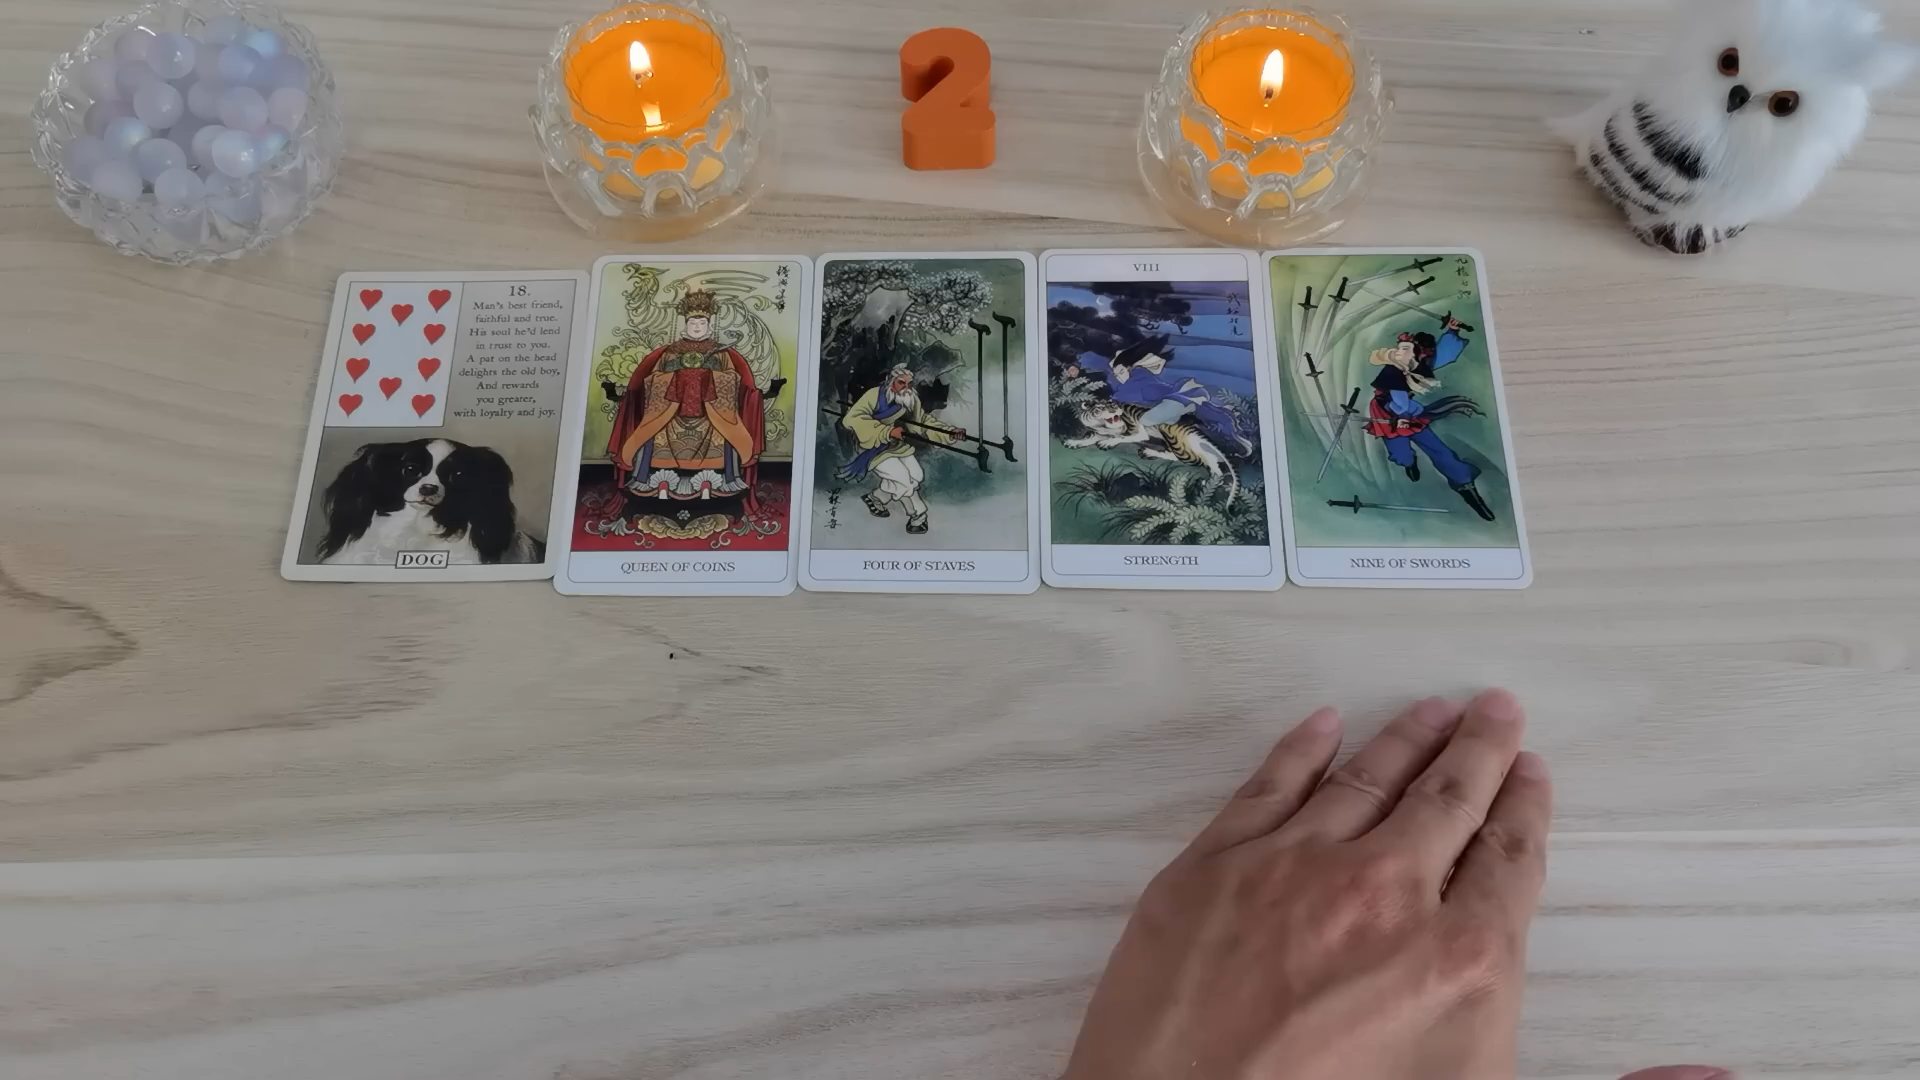 2
18.
Man's best friend,
faithful and true.
His soul he'd lend
in trust to you.
A pat on the head
delights the old boy,
And rewards
you greater,
with loyalty and joy.
DOG
QUEEN OF COINS
FOUR OF STAVES
VIII
STRENGTH
NINE OF SWORDS